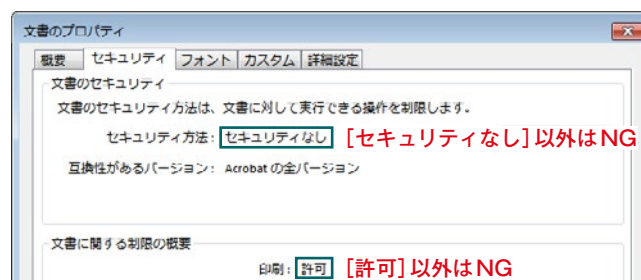 文書のプロパティ
概要 セキュリティ フォント カスタム 詳細設定
文書のセキュリティ
文書のセキュリティ方法は、文書に対して実行できる操作を制限します。
セキュリティ方法: セキュリティなし [セキュリティなし]以外はNG
互換性があるバージョン: Acrobat の全バージョン
文書に関する制限の概要
印刷: 許可 [許可]以外はNG